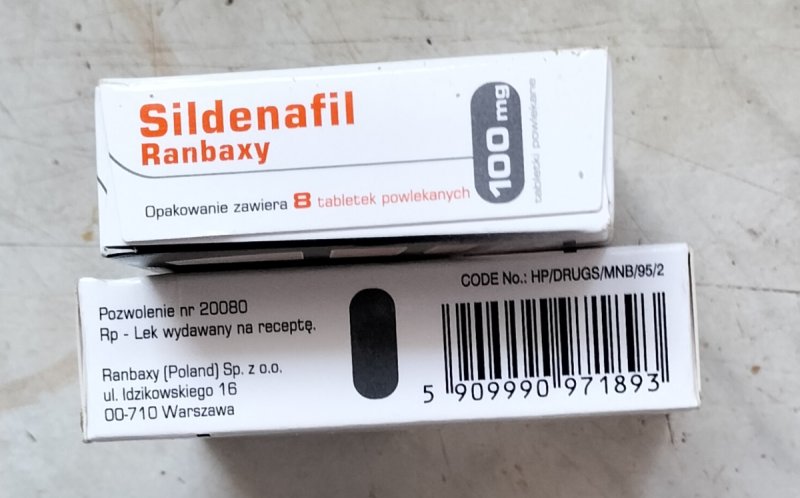 Sildenafil
Ranbaxy
100 mg
tabletki powlekane
Opakowanie zawiera 8 tabletek powlekanych
CODE No.: HP/DRUGS/MNB/95/2
Pozwolenie nr 20080
Rp - Lek wydawany na receptę.
Ranbaxy (Poland) Sp. z o.o.
ul. Idzikowskiego 16
00-710 Warszawa
5 909990 971893